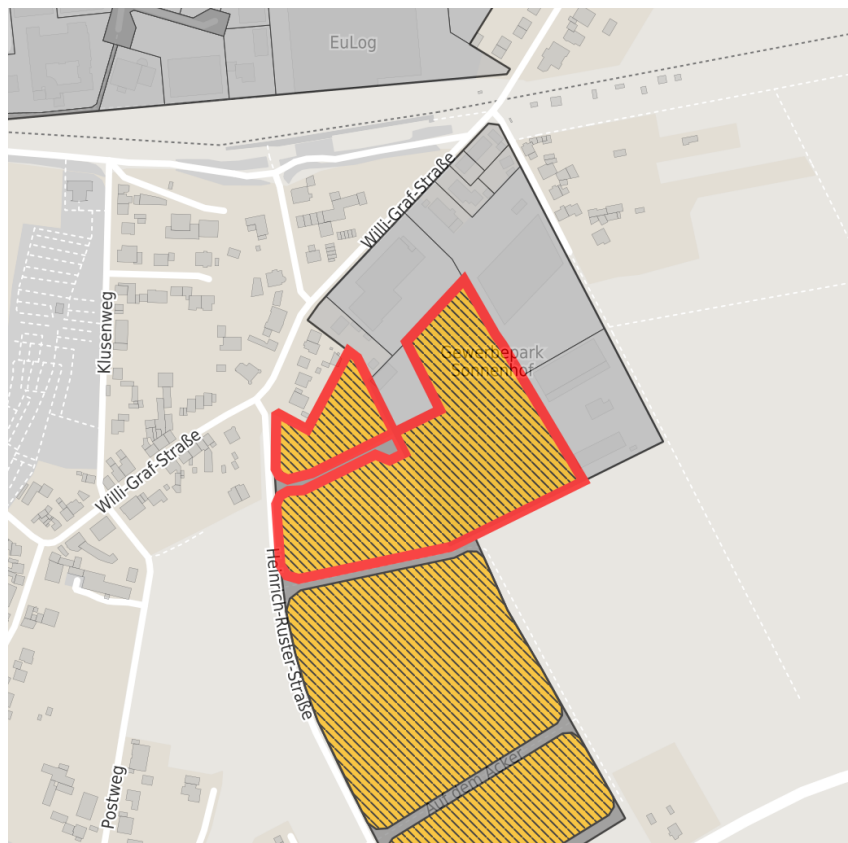 EuLog
Willi-Graf-Straße
Klusenweg
Gewerbepark
Sonnenhof
Willi-Graf-Straße
Heinrich-Ruster-Straße
Auf dem Acker
Postweg